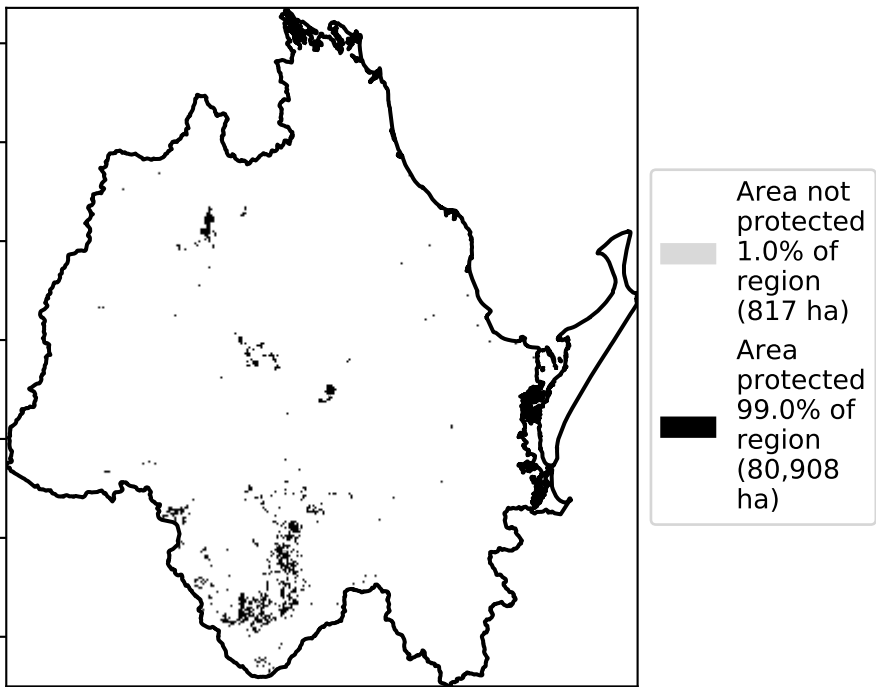 Area not
protected
1.0% of
region
(817 ha)
Area
protected
99.0% of
region
(80,908
ha)